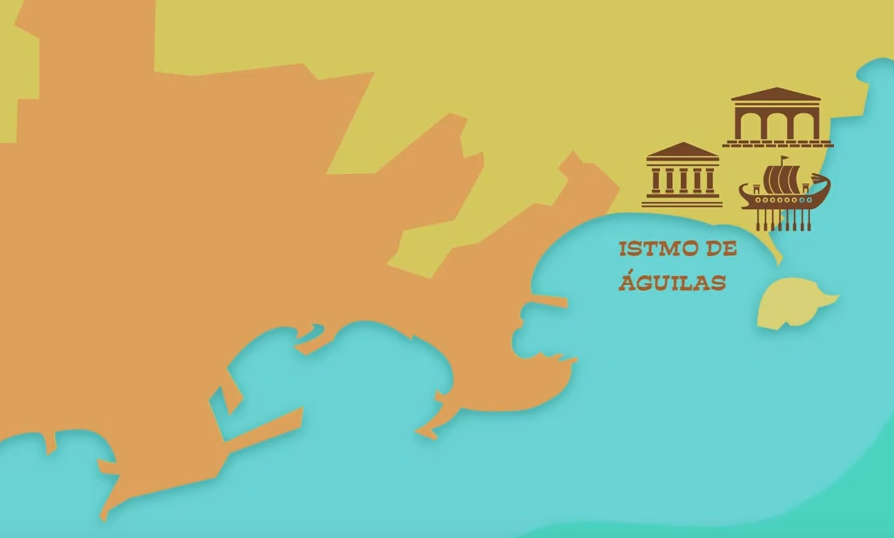 ISTMO DE
ÁGUILAS